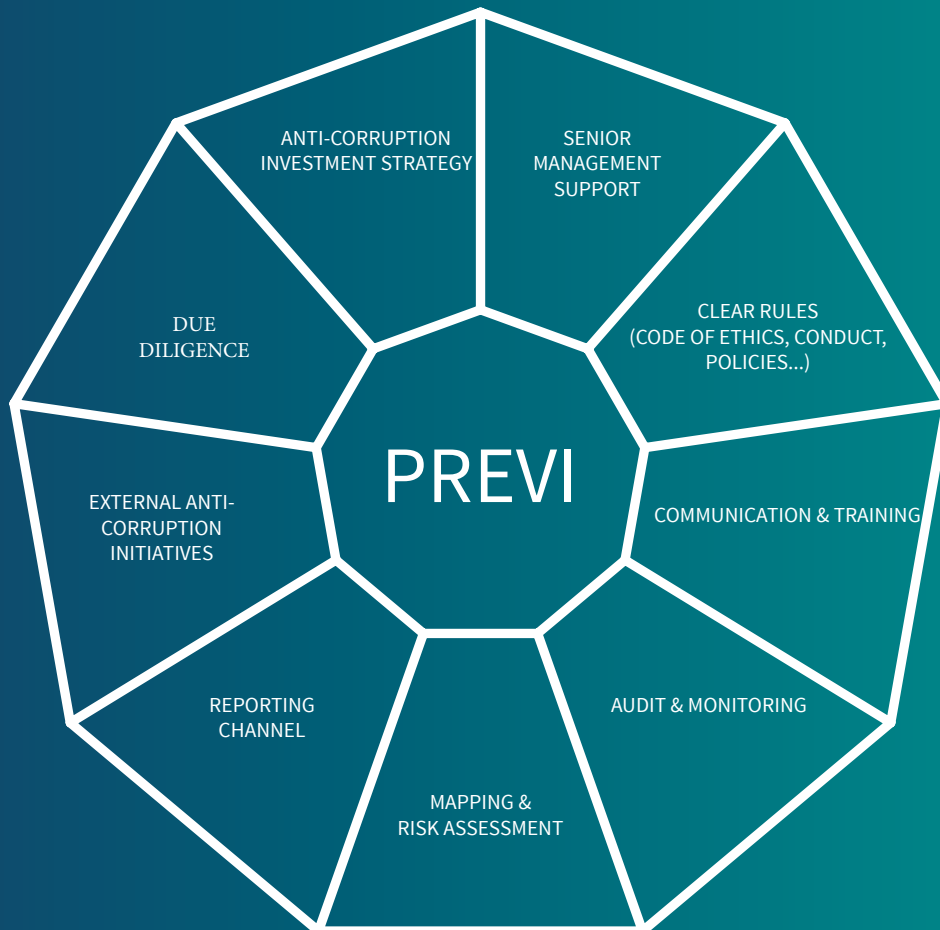 ANTI-CORRUPTION
INVESTMENT STRATEGY
SENIOR
MANAGEMENT
SUPPORT
DUE
DILIGENCE
CLEAR RULES
(CODE OF ETHICS, CONDUCT,
POLICIES...)
PREVI
EXTERNAL ANTI-
CORRUPTION
INITIATIVES
COMMUNICATION & TRAINING
REPORTING
CHANNEL
AUDIT & MONITORING
MAPPING &
RISK ASSESSMENT